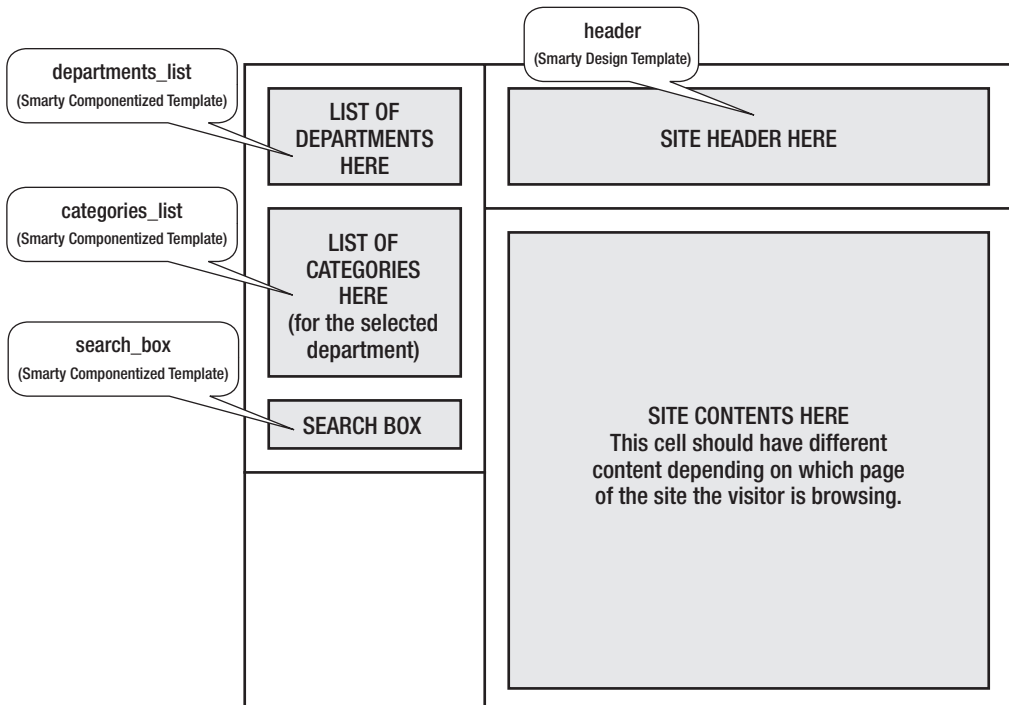 header
(Smarty Design Template)
departments_list
(Smarty Componentized Template)
LIST OF
DEPARTMENTS
HERE
SITE HEADER HERE
categories_list
(Smarty Componentized Template)
LIST OF
CATEGORIES
HERE
(for the selected
department)
search_box
(Smarty Componentized Template)
SEARCH BOX
SITE CONTENTS HERE
This cell should have different
content depending on which page
of the site the visitor is browsing.